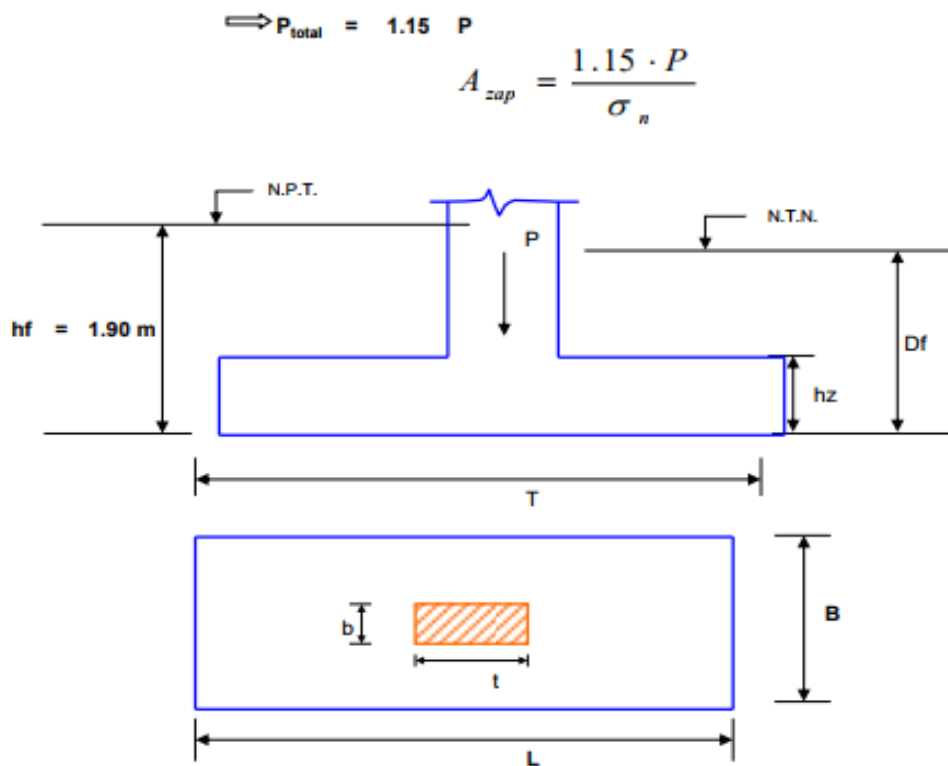 ⇒ P_total = 1.15 P
A_zap = 1.15 · P / σ_n
N.P.T.
N.T.N.
P
hf = 1.90 m
Df
hz
T
b
B
t
L